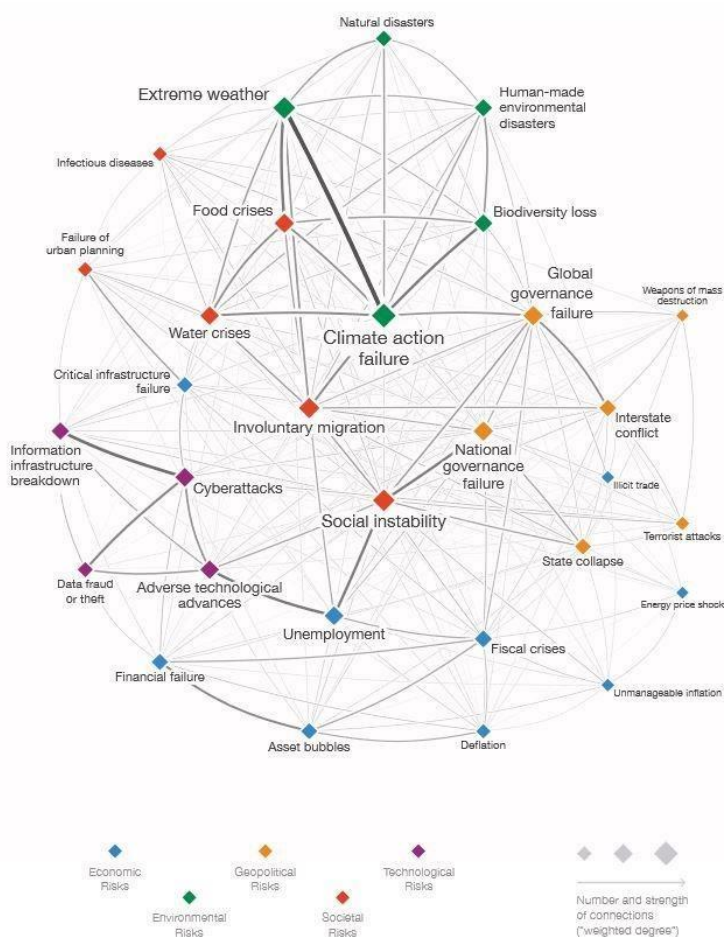 Natural disasters
Extreme weather
Human-made
environmental
disasters
Infectious diseases
Food crises
Biodiversity loss
Failure of
urban planning
Global
governance
failure
Weapons of mass
destruction
Water crises
Climate action
failure
Critical infrastructure
failure
Involuntary migration
Interstate
conflict
Information
infrastructure
breakdown
National
governance
failure
Cyberattacks
Illicit trade
Social instability
Terrorist attacks
State collapse
Data fraud
or theft
Adverse technological
advances
Energy price shock
Unemployment
Fiscal crises
Financial failure
Unmanageable inflation
Asset bubbles
Deflation
Economic
Risks
Geopolitical
Risks
Technological
Risks
Environmental
Risks
Societal
Risks
Number and strength
of connections
("weighted degree")